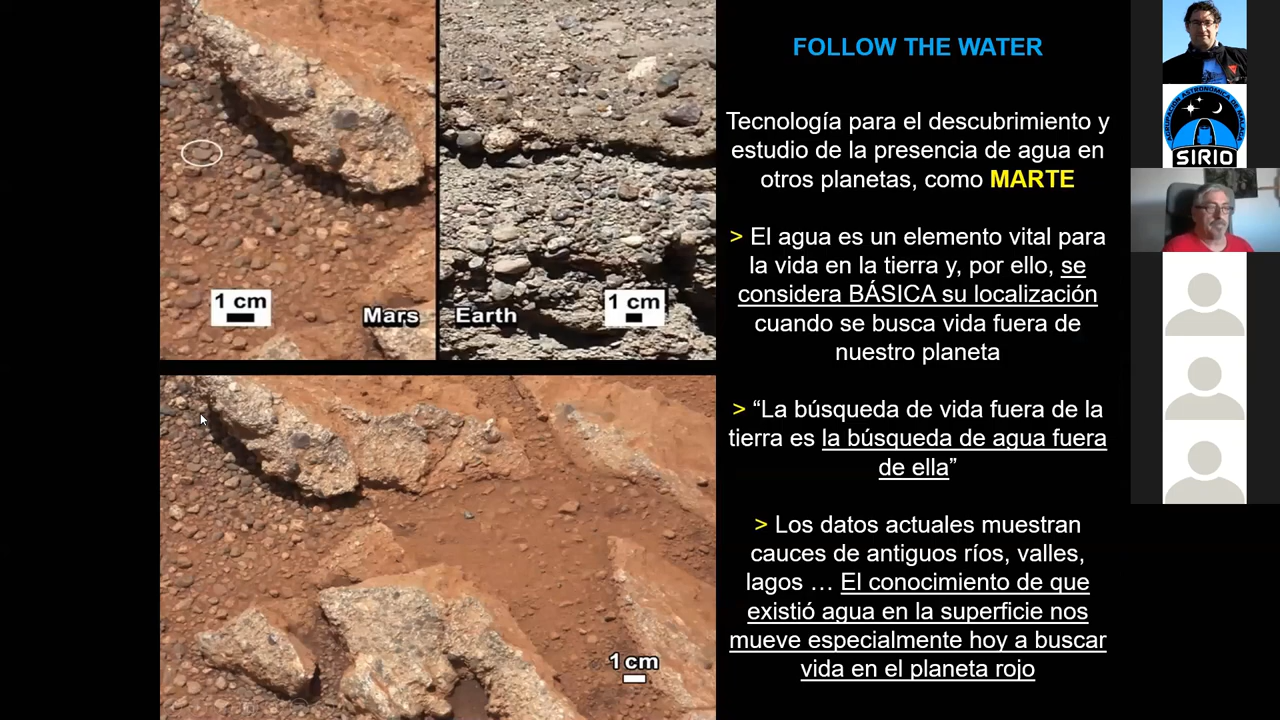 1 cm
Mars
Earth
1 cm
1 cm
FOLLOW THE WATER
Tecnología para el descubrimiento y
estudio de la presencia de agua en
otros planetas, como MARTE
> El agua es un elemento vital para
la vida en la tierra y, por ello, se
considera BÁSICA su localización
cuando se busca vida fuera de
nuestro planeta
> “La búsqueda de vida fuera de la
tierra es la búsqueda de agua fuera
de ella”
> Los datos actuales muestran
cauces de antiguos ríos, valles,
lagos … El conocimiento de que
existió agua en la superficie nos
mueve especialmente hoy a buscar
vida en el planeta rojo
AGRUPACIÓN ASTRONÓMICA DE MÁLAGA
SIRIO